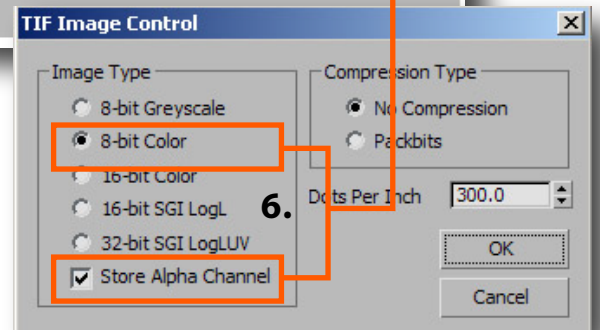 TIF Image Control
Image Type
8-bit Greyscale
8-bit Color
16-bit Color
16-bit SGI LogL
32-bit SGI LogLUV
Store Alpha Channel
6.
Compression Type
No Compression
Packbits
Dots Per Inch 300.0
OK
Cancel